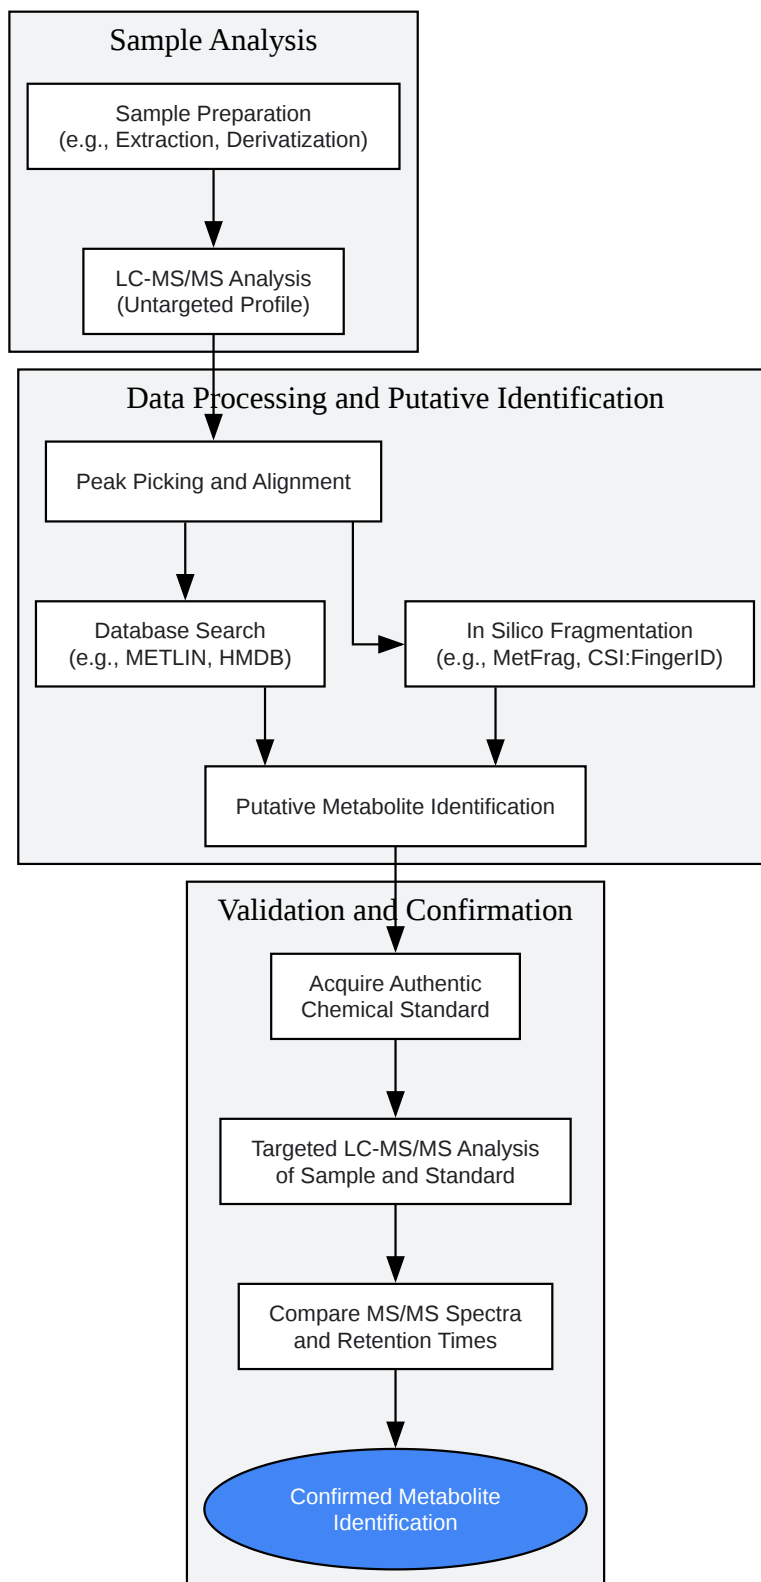 Sample Analysis
Sample Preparation
(e.g., Extraction, Derivatization)
LC-MS/MS Analysis
(Untargeted Profile)
Data Processing and Putative Identification
Peak Picking and Alignment
Database Search
(e.g., METLIN, HMDB)
In Silico Fragmentation
(e.g., MetFrag, CSI:FingerID)
Putative Metabolite Identification
Validation and Confirmation
Acquire Authentic
Chemical Standard
Targeted LC-MS/MS Analysis
of Sample and Standard
Compare MS/MS Spectra
and Retention Times
Confirmed Metabolite
Identification